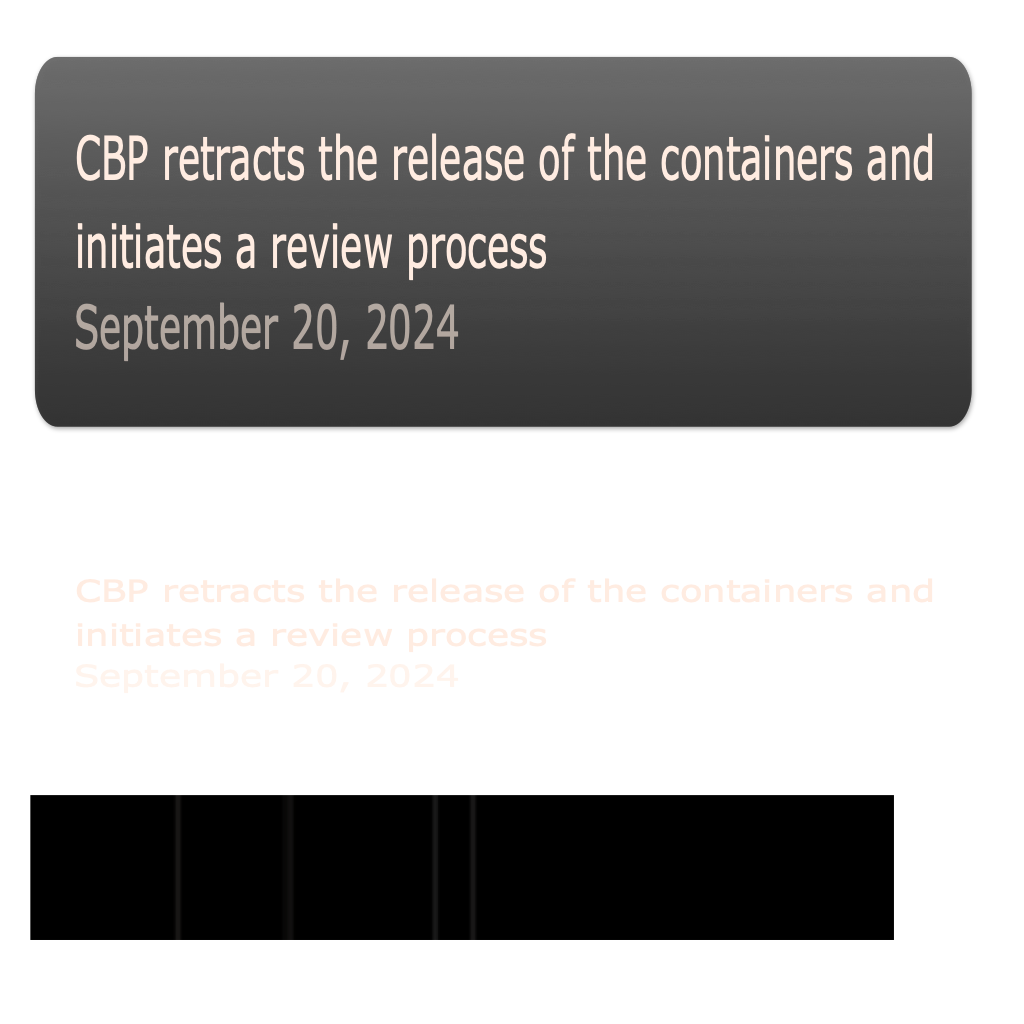 CBP retracts the release of the containers and
initiates a review process
September 20, 2024
CBP retracts the release of the containers and
initiates a review process
September 20, 2024